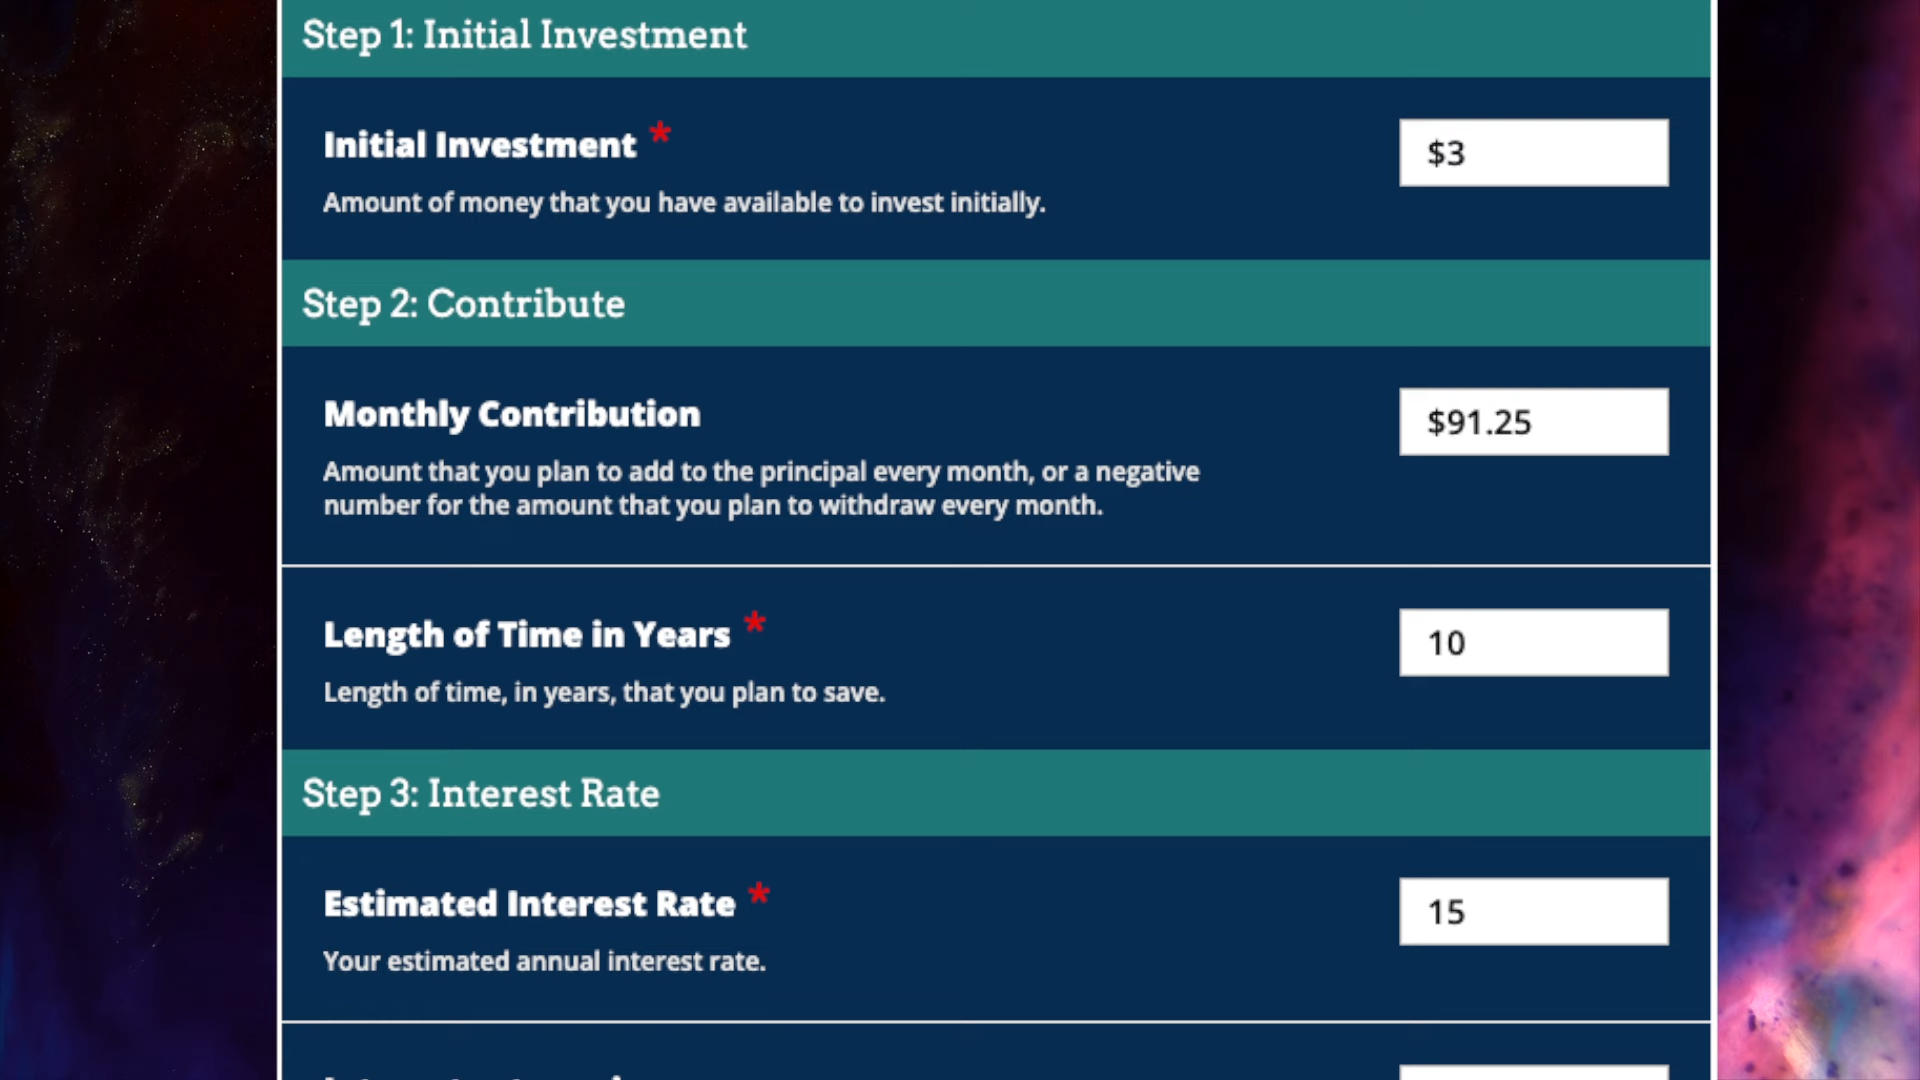 Step 1: Initial Investment
Initial Investment *
$3
Amount of money that you have available to invest initially.
Step 2: Contribute
Monthly Contribution
$91.25
Amount that you plan to add to the principal every month, or a negative
number for the amount that you plan to withdraw every month.
Length of Time in Years *
10
Length of time, in years, that you plan to save.
Step 3: Interest Rate
Estimated Interest Rate *
15
Your estimated annual interest rate.